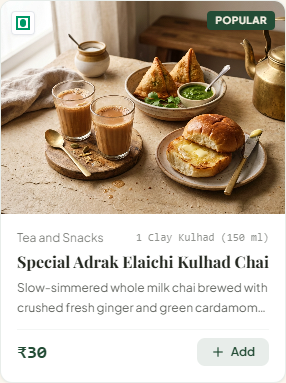 POPULAR
Tea and Snacks 1 Clay Kulhad (150 ml)
Special Adrak Elaichi Kulhad Chai
Slow-simmered whole milk chai brewed with
crushed fresh ginger and green cardamom...
₹30
+ Add